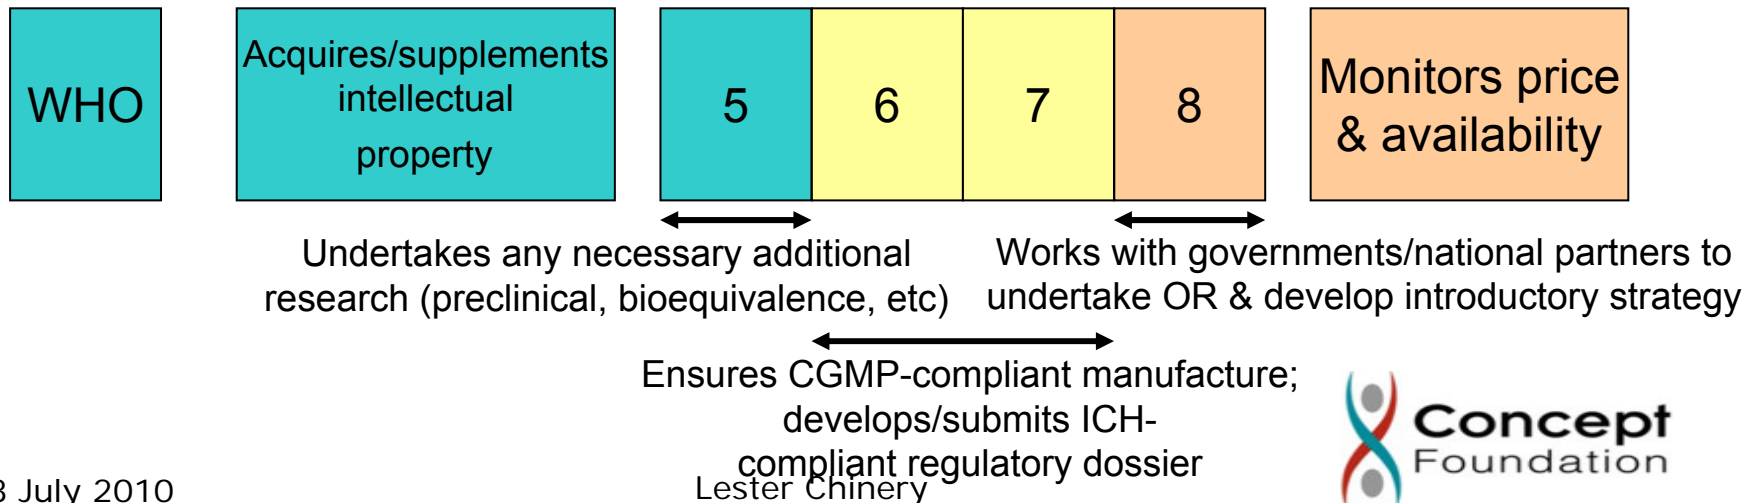 WHO
Acquires/supplements
intellectual
property
5
6
7
8
Monitors price
& availability
Undertakes any necessary additional
research (preclinical, bioequivalence, etc)
Works with governments/national partners to
undertake OR & develop introductory strategy
Ensures CGMP-compliant manufacture;
develops/submits ICH-
compliant regulatory dossier
Concept
Foundation
July 2010
Lester Chinery